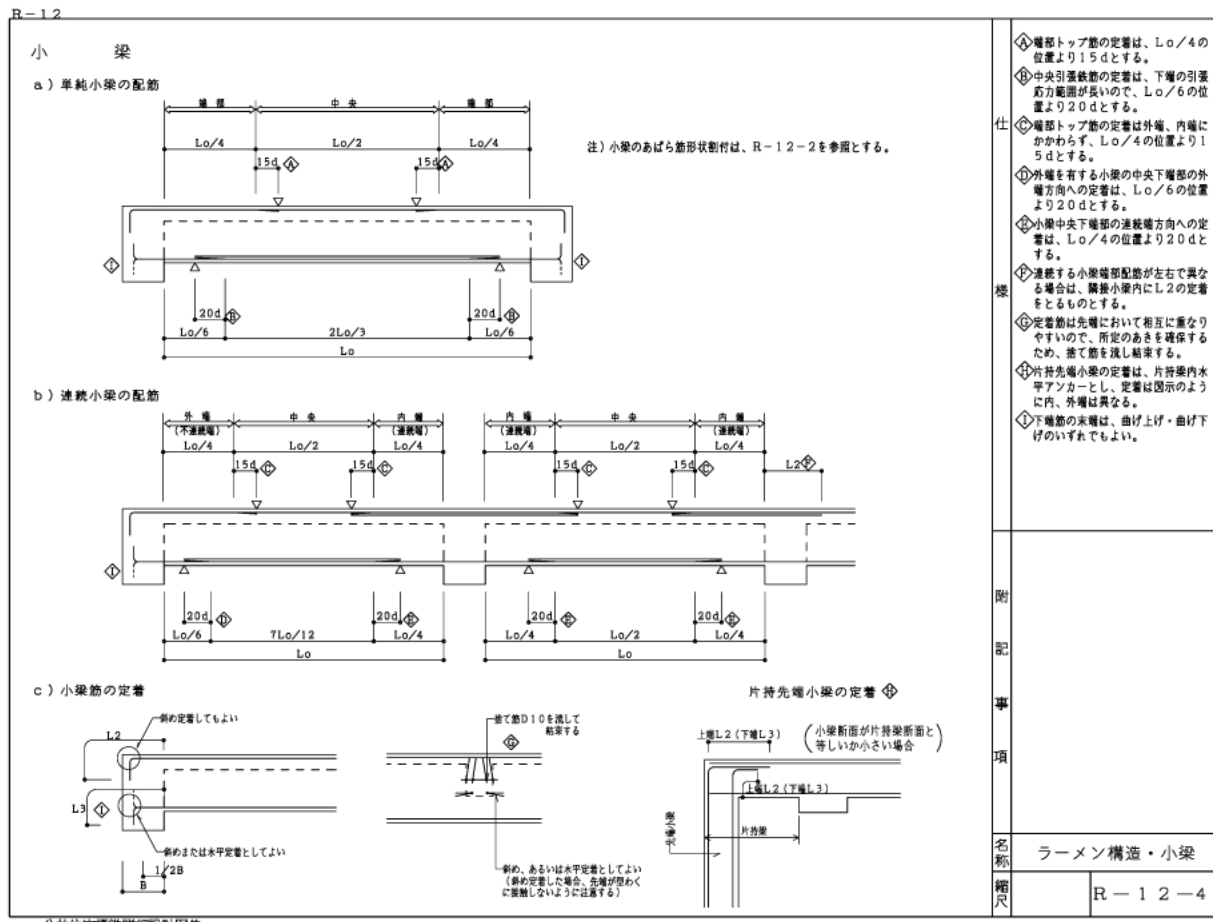 R－12
小 梁
a）単純小梁の配筋
端部 中央 端部
Lo/4 Lo/2 Lo/4
15d A 15d A
注）小梁のあばら筋形状割付は、R－12－2を参照とする。
I I
20d B 20d B
Lo/6 2Lo/3 Lo/6
Lo
b）連続小梁の配筋
外端 中央 内端 内端 中央 内端
（不連続端） （連続端） （連続端） （連続端）
Lo/4 Lo/2 Lo/4 Lo/4 Lo/2 Lo/4
15d C 15d C 15d C 15d C L2 F
I
20d D 20d E 20d E 20d E
Lo/6 7Lo/12 Lo/4 Lo/4 Lo/2 Lo/4
Lo Lo
c）小梁筋の定着
斜め定着してもよい
L2
L3 I
斜めまたは水平定着としてよい
1/2B
B
捨て筋D10を流して
結束する
G
斜め、あるいは水平定着としてよい
（斜め定着した場合、先端が型わく
に接触しないように注意する）
片持先端小梁の定着 H
上端L2（下端L3）
（小梁断面が片持梁断面と
等しいか小さい場合）
上端L2（下端L3）
片持梁
先端小梁
仕様
A 端部トップ筋の定着は、Lo/4の
位置より15dとする。
B 中央引張鉄筋の定着は、下端の引張
応力範囲が長いので、Lo/6の位
置より20dとする。
C 端部トップ筋の定着は外端、内端に
かかわらず、Lo/4の位置より1
5dとする。
D 外端を有する小梁の中央下端部の外
端方向への定着は、Lo/6の位置
より20dとする。
E 小梁中央下端部の連続端方向への定
着は、Lo/4の位置より20dと
する。
F 連続する小梁端部配筋が左右で異な
る場合は、隣接小梁内にL2の定着
をとるものとする。
G 定着筋は先端において相互に重なり
やすいので、所定のあきを確保する
ため、捨て筋を流し結束する。
H 片持先端小梁の定着は、片持梁内水
平アンカーとし、定着は図示のよう
に内、外端は異なる。
I 下端筋の末端は、曲げ上げ・曲げ下
げのいずれでもよい。
附記事項
名称 ラーメン構造・小梁
縮尺 R－12－4